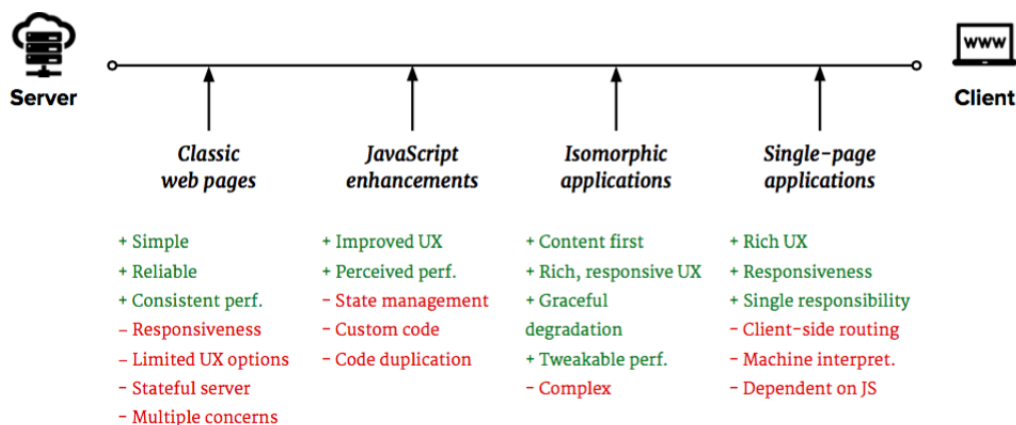 www
Server
Client
Classic
web pages
JavaScript
enhancements
Isomorphic
applications
Single-page
applications
+ Simple
+ Reliable
+ Consistent perf.
– Responsiveness
– Limited UX options
- Stateful server
- Multiple concerns
+ Improved UX
+ Perceived perf.
- State management
- Custom code
- Code duplication
+ Content first
+ Rich, responsive UX
+ Graceful
degradation
+ Tweakable perf.
- Complex
+ Rich UX
+ Responsiveness
+ Single responsibility
- Client-side routing
- Machine interpret.
- Dependent on JS